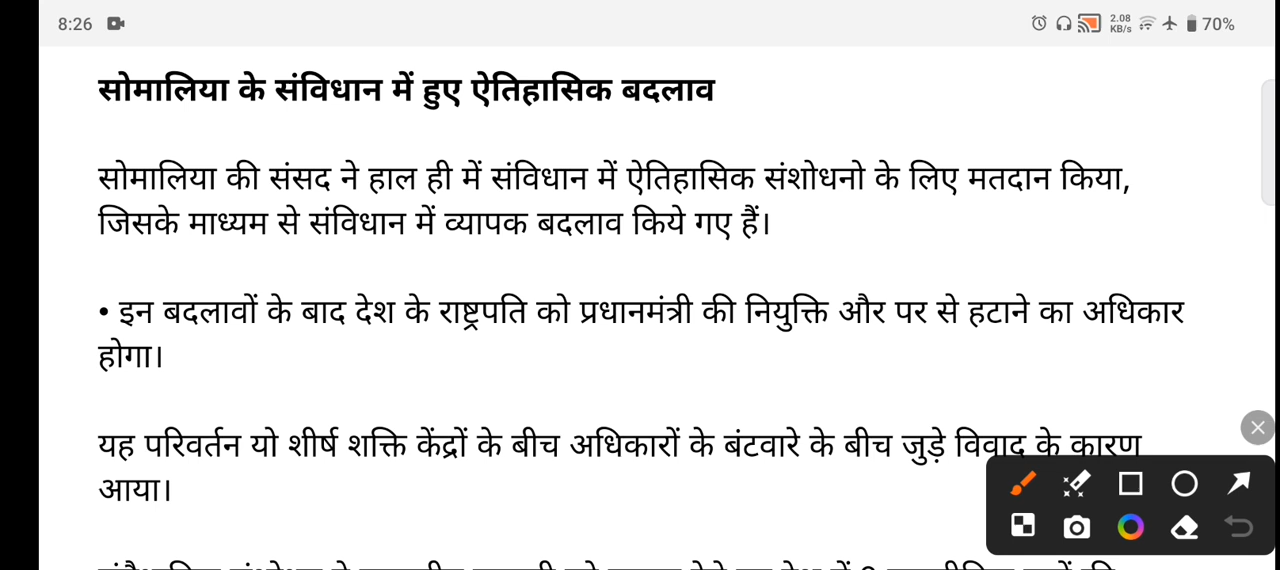 8:26
2.08
KB/s
70%
सोमालिया के संविधान में हुए ऐतिहासिक बदलाव
सोमालिया की संसद ने हाल ही में संविधान में ऐतिहासिक संशोधनो के लिए मतदान किया,
जिसके माध्यम से संविधान में व्यापक बदलाव किये गए हैं।
• इन बदलावों के बाद देश के राष्ट्रपति को प्रधानमंत्री की नियुक्ति और पर से हटाने का अधिकार
होगा।
यह परिवर्तन यो शीर्ष शक्ति केंद्रों के बीच अधिकारों के बंटवारे के बीच जुड़े विवाद के कारण
आया।